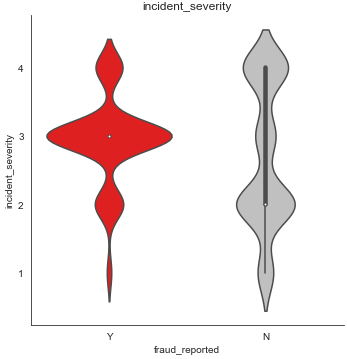 incident_severity
4
3
2
1
incident_severity
Y
N
fraud_reported